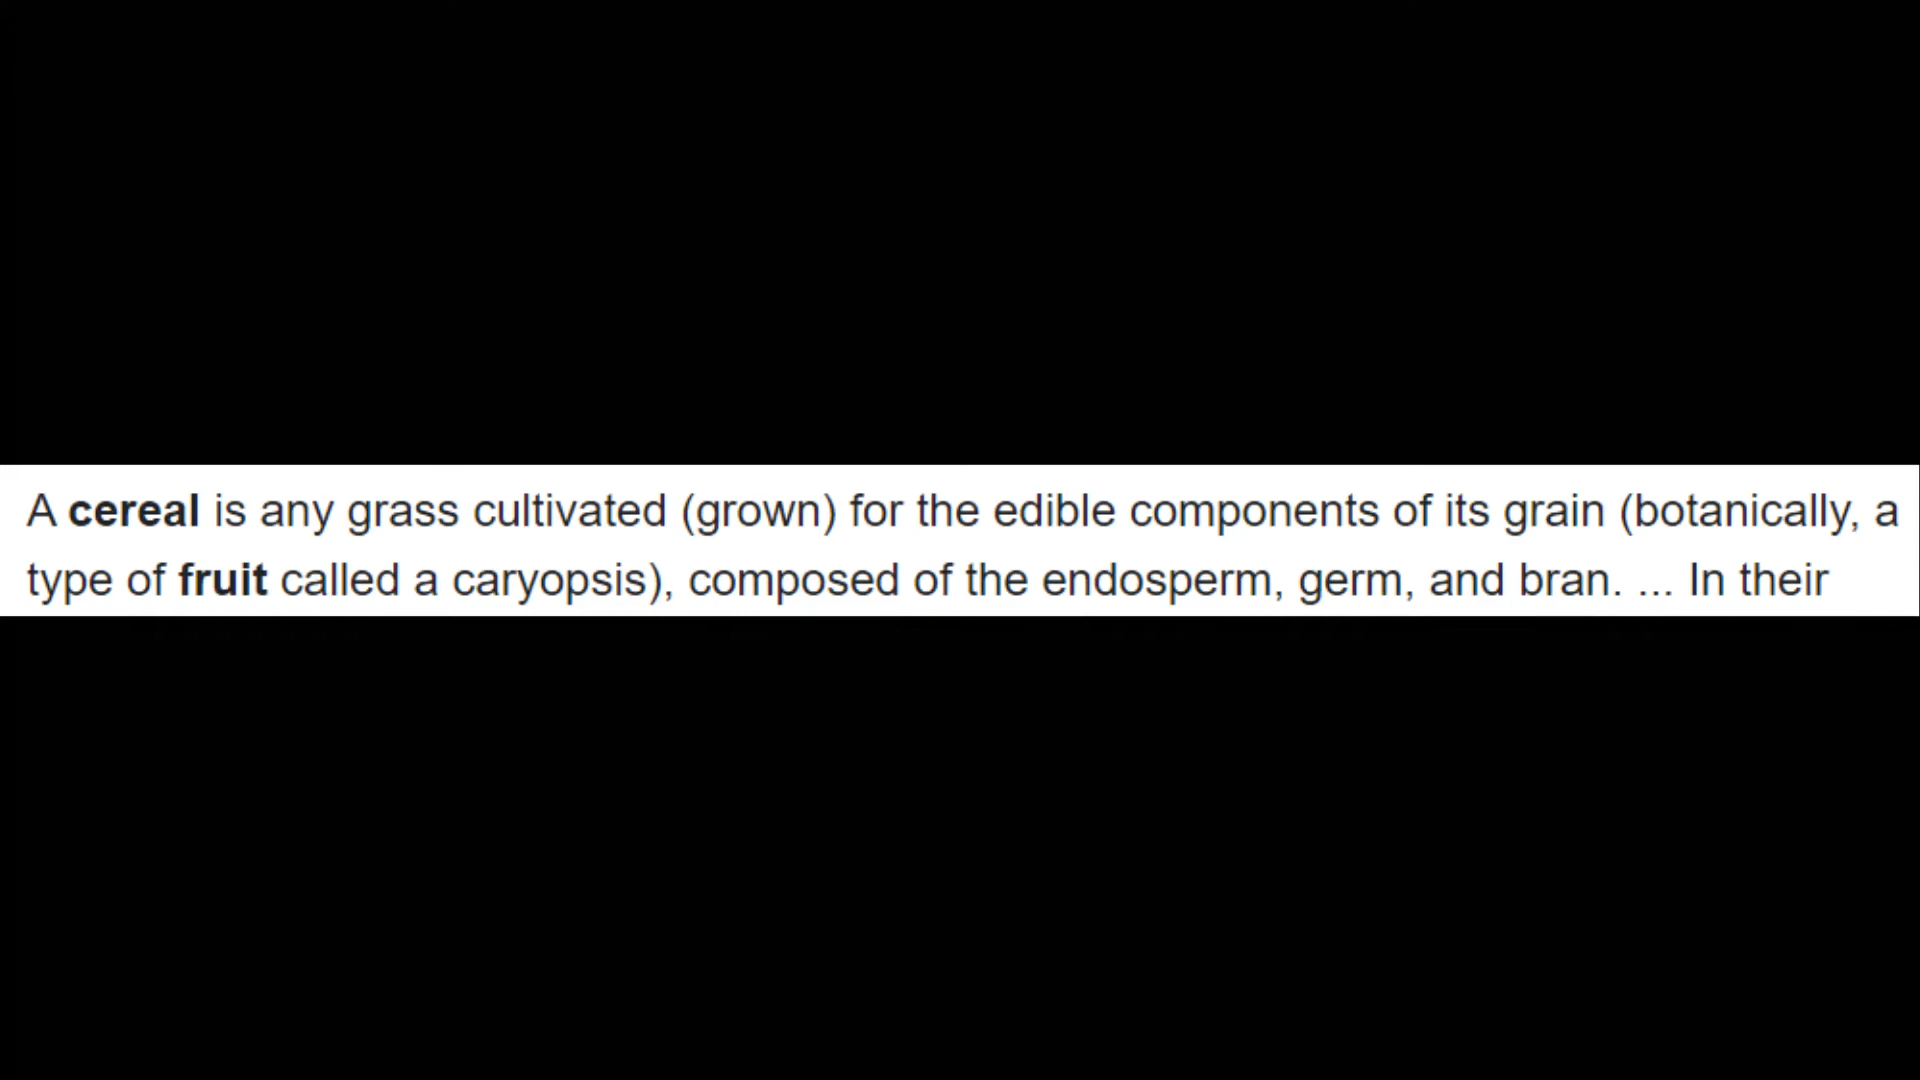 A cereal is any grass cultivated (grown) for the edible components of its grain (botanically, a
type of fruit called a caryopsis), composed of the endosperm, germ, and bran. ... In their